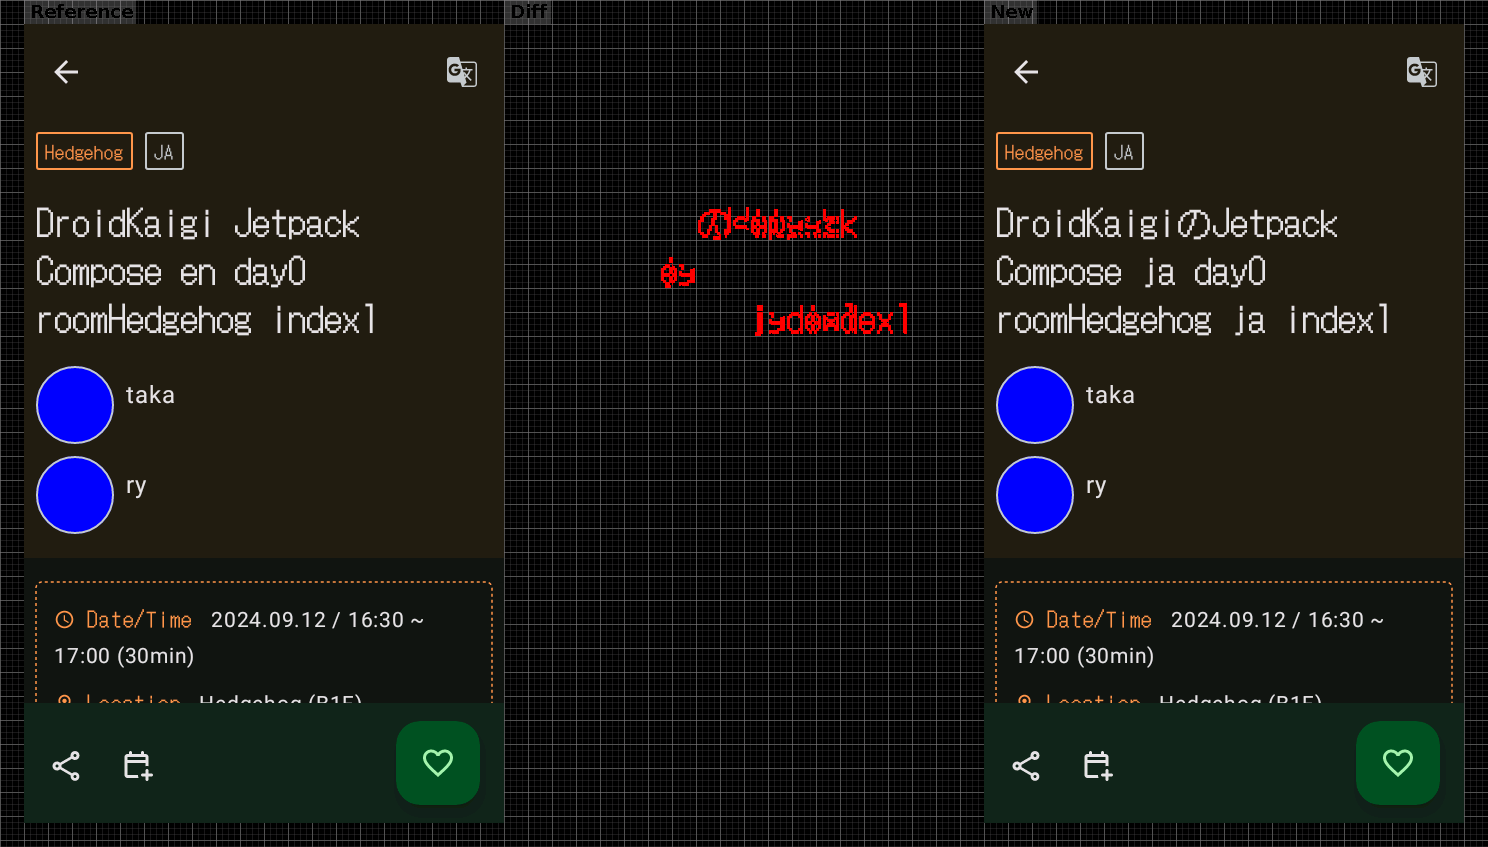 Reference
Diff
New
Hedgehog JA
DroidKaigi Jetpack
Compose en day0
roomHedgehog index1
taka
ry
Date/Time 2024.09.12 / 16:30 ~
17:00 (30min)
Location Hedgehog (B1F)
Hedgehog JA
DroidKaigiのJetpack
Compose ja day0
roomHedgehog ja index1
taka
ry
Date/Time 2024.09.12 / 16:30 ~
17:00 (30min)
Location Hedgehog (B1F)